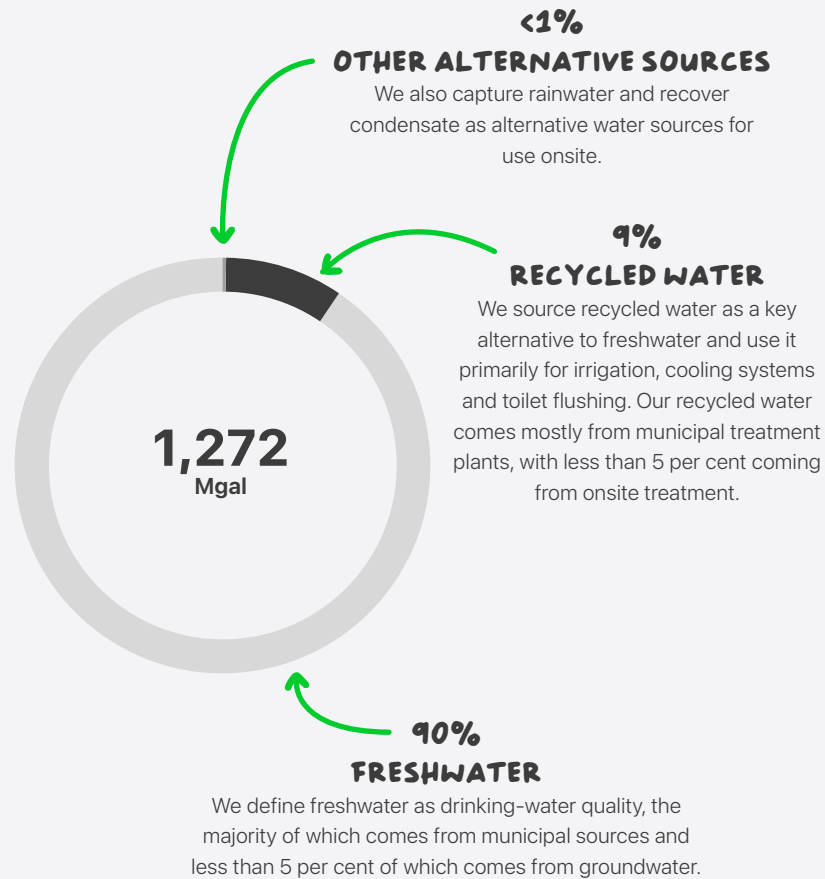 <1%
OTHER ALTERNATIVE SOURCES
We also capture rainwater and recover
condensate as alternative water sources for
use onsite.
9%
RECYCLED WATER
We source recycled water as a key
alternative to freshwater and use it
primarily for irrigation, cooling systems
and toilet flushing. Our recycled water
comes mostly from municipal treatment
plants, with less than 5 per cent coming
from onsite treatment.
1,272
Mgal
90%
FRESHWATER
We define freshwater as drinking-water quality, the
majority of which comes from municipal sources and
less than 5 per cent of which comes from groundwater.